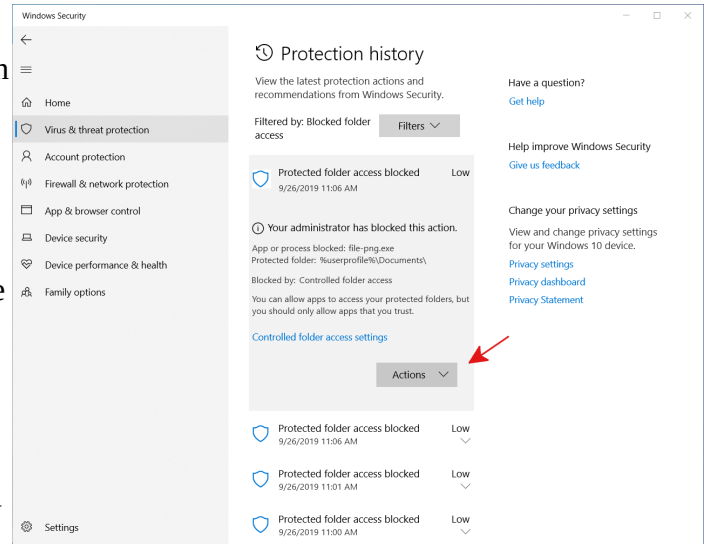 Windows Security
Home
Virus & threat protection
Account protection
Firewall & network protection
App & browser control
Device security
Device performance & health
Family options
Settings
Protection history
View the latest protection actions and
recommendations from Windows Security.
Filtered by: Blocked folder
access
Filters
Protected folder access blocked Low
9/26/2019 11:06 AM
Your administrator has blocked this action.
App or process blocked: file-png.exe
Protected folder: %userprofile%\Documents\
Blocked by: Controlled folder access
You can allow apps to access your protected folders, but
you should only allow apps that you trust.
Controlled folder access settings
Actions
Protected folder access blocked Low
9/26/2019 11:06 AM
Protected folder access blocked Low
9/26/2019 11:01 AM
Protected folder access blocked Low
9/26/2019 11:00 AM
Have a question?
Get help
Help improve Windows Security
Give us feedback
Change your privacy settings
View and change privacy settings
for your Windows 10 device.
Privacy settings
Privacy dashboard
Privacy Statement